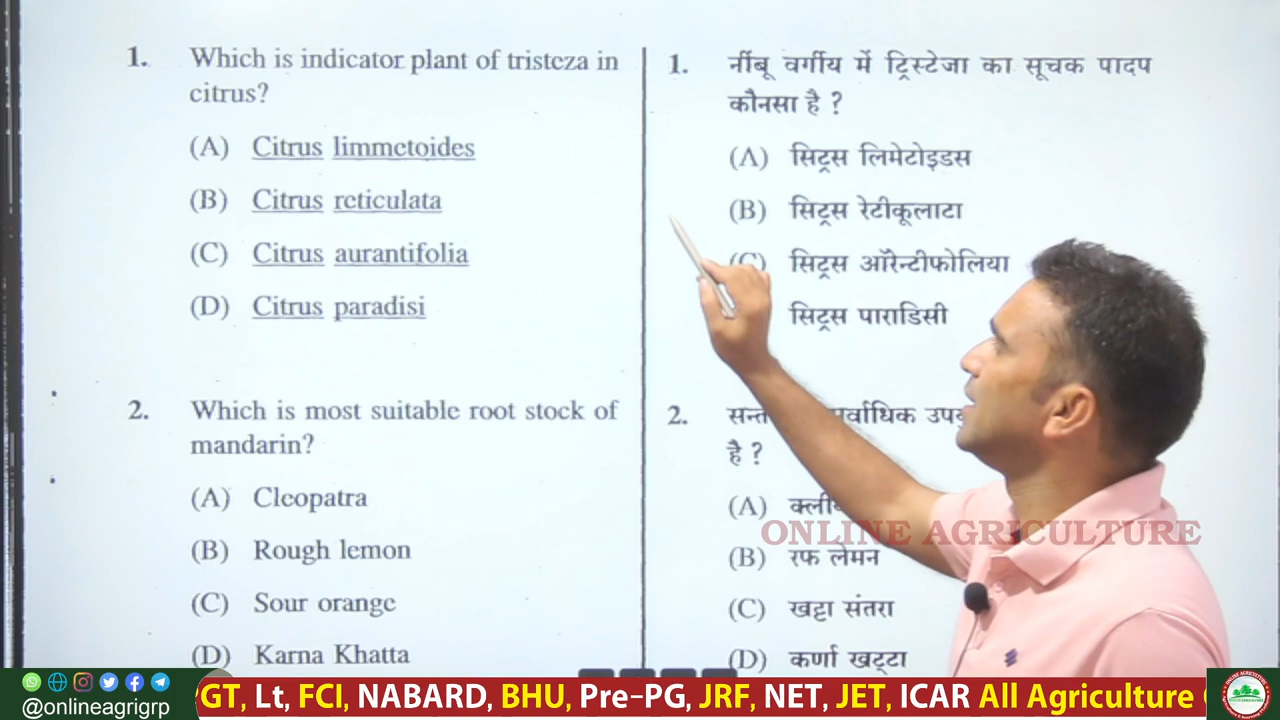 1. Which is indicator plant of tristeza in
citrus?
(A) Citrus limmetoides
(B) Citrus reticulata
(C) Citrus aurantifolia
(D) Citrus paradisi
2. Which is most suitable root stock of
mandarin?
(A) Cleopatra
(B) Rough lemon
(C) Sour orange
(D) Karna Khatta
1. नींबू वर्गीय में ट्रिस्टेजा का सूचक पादप
कौनसा है ?
(A) सिट्रस लिमेटोइडस
(B) सिट्रस रेटीकूलाटा
(C) सिट्रस ऑरेन्टीफोलिया
सिट्रस पाराडिसी
2.
है ?
(A)
ONLINE AGRICULTURE
(B) रफ लेमन
(C) खट्टा संतरा
(D) कर्णा खट्टा
@onlineagrigrp
GT, Lt, FCI, NABARD, BHU, Pre-PG, JRF, NET, JET, ICAR All Agriculture